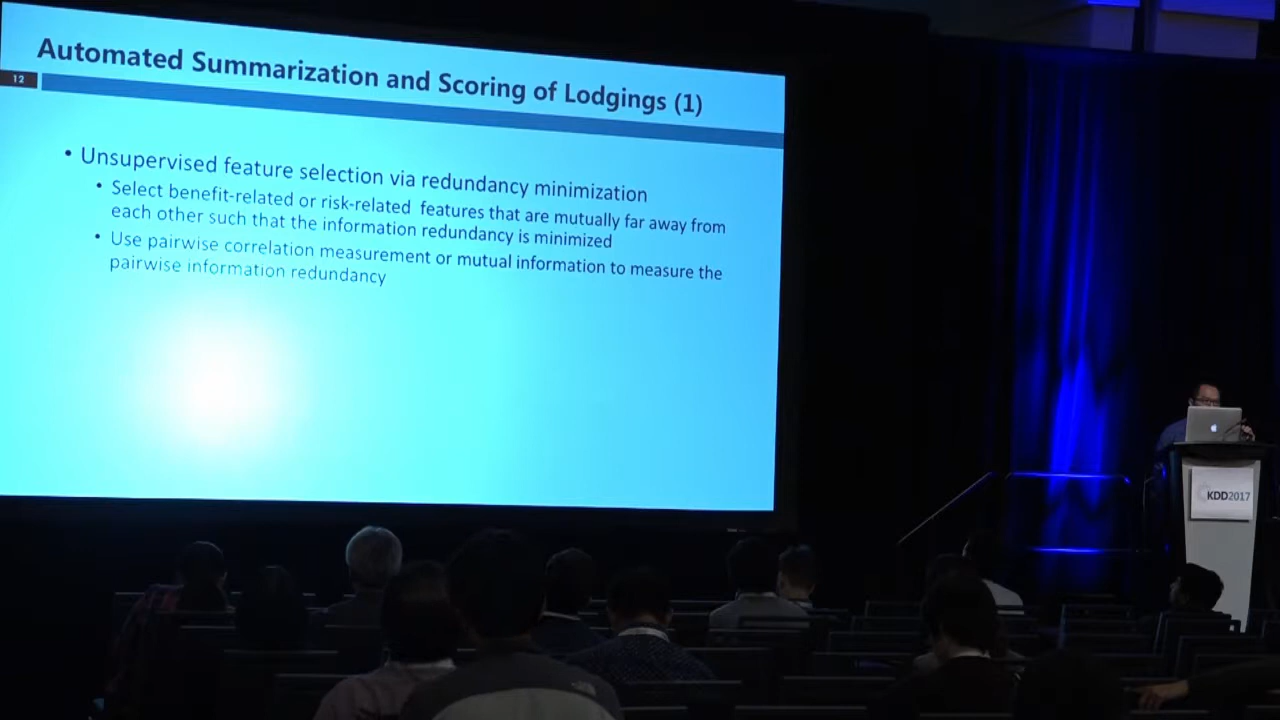 Automated Summarization and Scoring of Lodgings (1)
12
• Unsupervised feature selection via redundancy minimization
• Select benefit-related or risk-related features that are mutually far away from
each other such that the information redundancy is minimized
• Use pairwise correlation measurement or mutual information to measure the
pairwise information redundancy
KDD2017